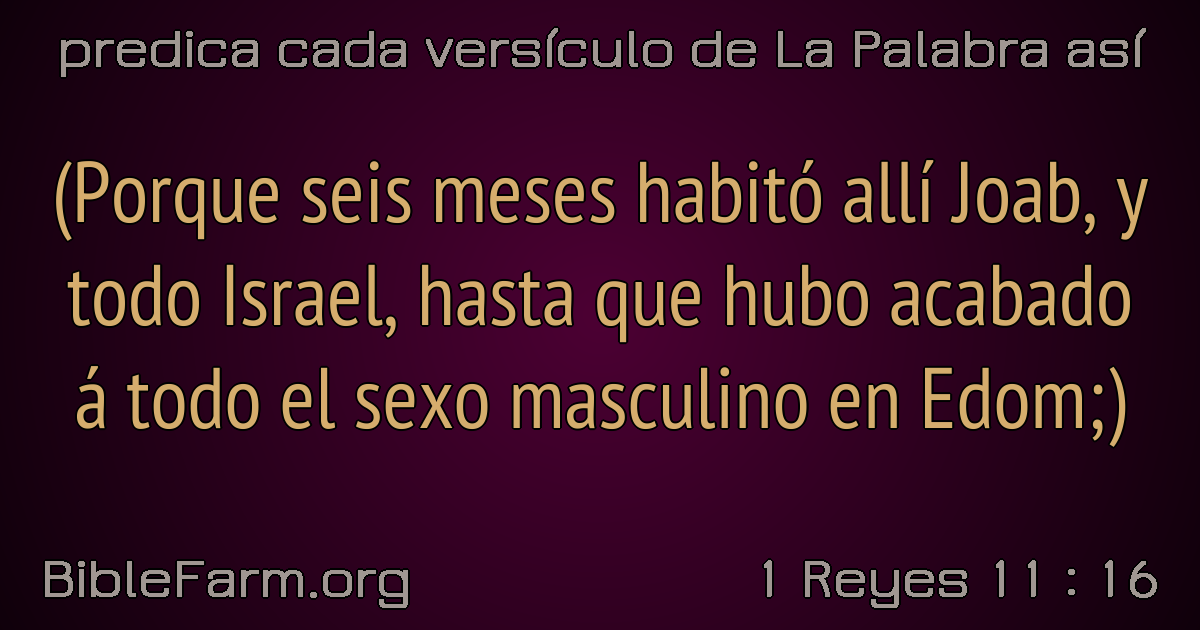 predica cada versículo de La Palabra así
(Porque seis meses habitó allí Joab, y
todo Israel, hasta que hubo acabado
á todo el sexo masculino en Edom;)
BibleFarm.org
1 Reyes 11 : 16